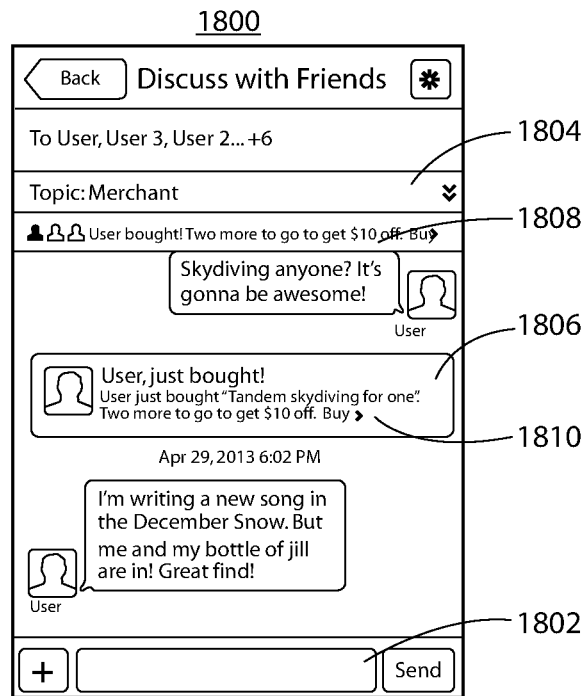 1800
Back Discuss with Friends
To User, User 3, User 2... +6
1804
Topic: Merchant
1808
User bought! Two more to go to get $10 off. Buy
Skydiving anyone? It's
gonna be awesome!
User
1806
User, just bought!
User just bought "Tandem skydiving for one".
Two more to go to get $10 off. Buy
1810
Apr 29, 2013 6:02 PM
I'm writing a new song in
the December Snow. But
me and my bottle of jill
are in! Great find!
User
1802
+ Send